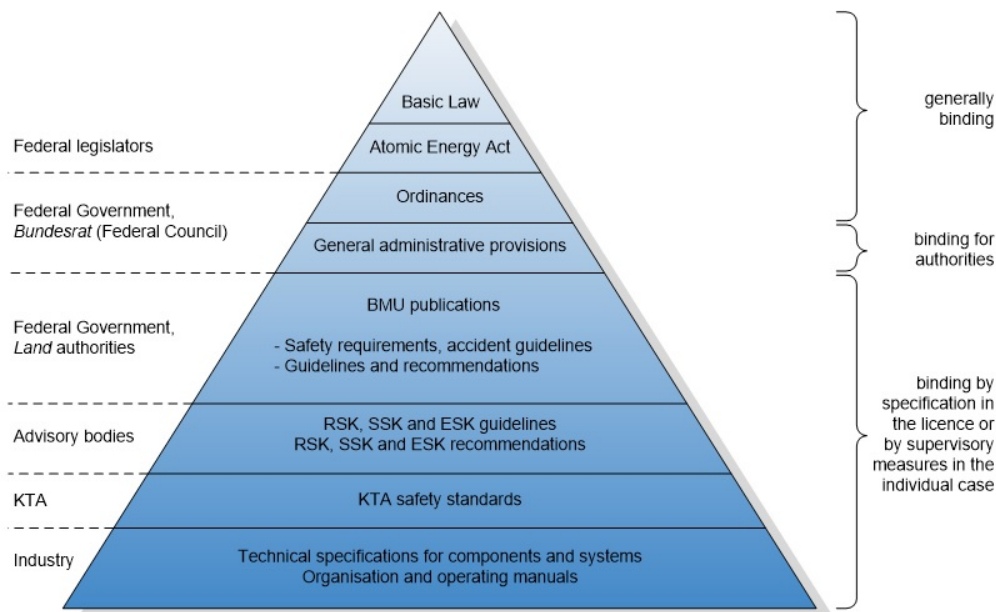 Basic Law
generally
binding
Federal legislators
Atomic Energy Act
Federal Government,
Bundesrat (Federal Council)
Ordinances
General administrative provisions
binding for
authorities
Federal Government,
Land authorities
BMU publications
- Safety requirements, accident guidelines
- Guidelines and recommendations
binding by
specification in
the licence or
by supervisory
measures in the
individual case
Advisory bodies
RSK, SSK and ESK guidelines
RSK, SSK and ESK recommendations
KTA
KTA safety standards
Industry
Technical specifications for components and systems
Organisation and operating manuals